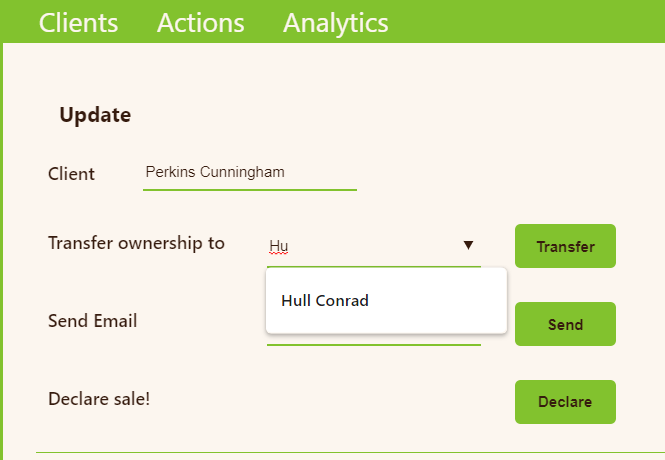 Clients Actions Analytics
Update
Client Perkins Cunningham
Transfer ownership to Hu ▼ Transfer
Hull Conrad
Send Email Send
Declare sale! Declare